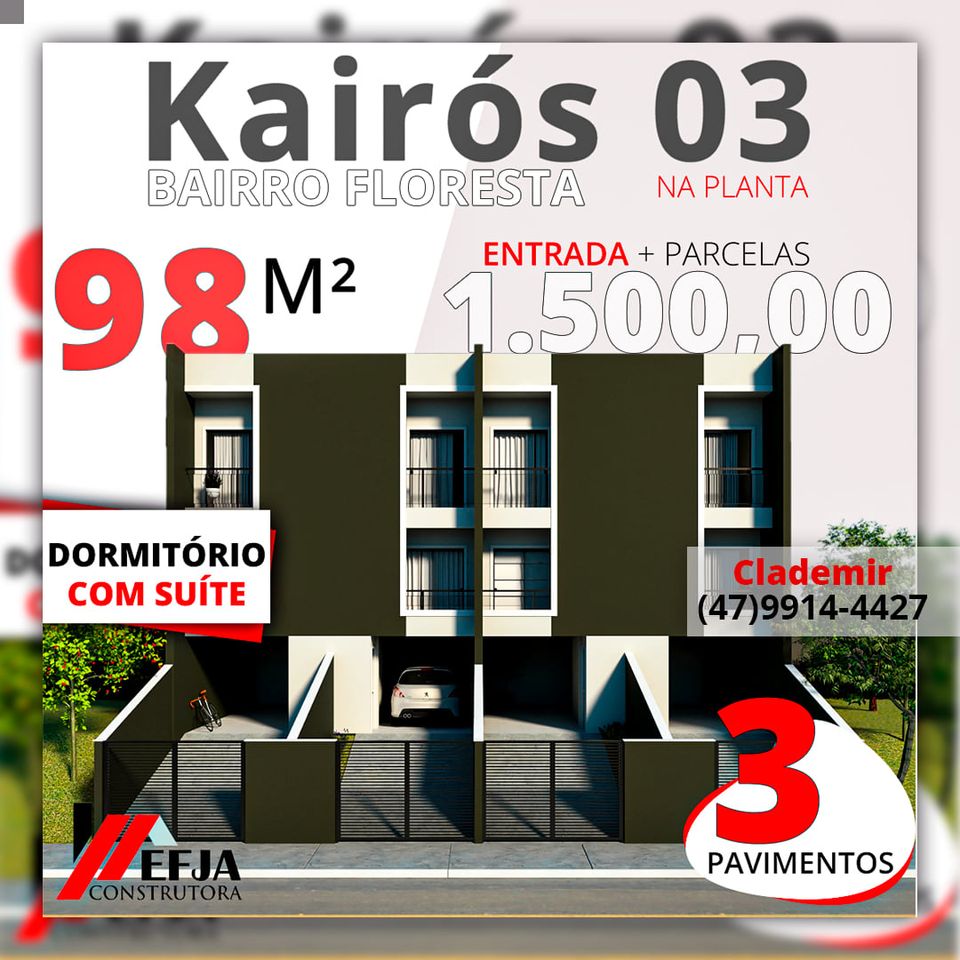 Kairós 03
BAIRRO FLORESTA
NA PLANTA
98 M²
ENTRADA + PARCELAS
1.500,00
DORMITÓRIO
COM SUÍTE
Clademir
(47)9914-4427
3
PAVIMENTOS
EFJA
CONSTRUTORA